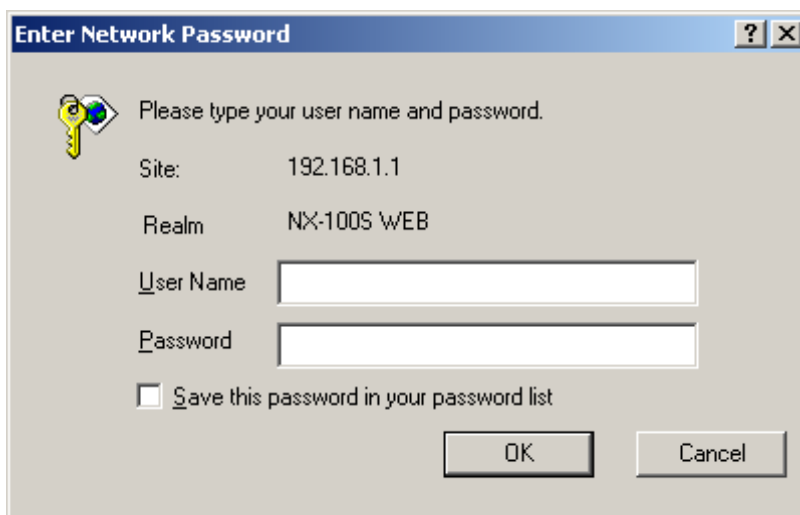 Enter Network Password
Please type your user name and password.
Site: 192.168.1.1
Realm NX-100S WEB
User Name
Password
Save this password in your password list
OK Cancel